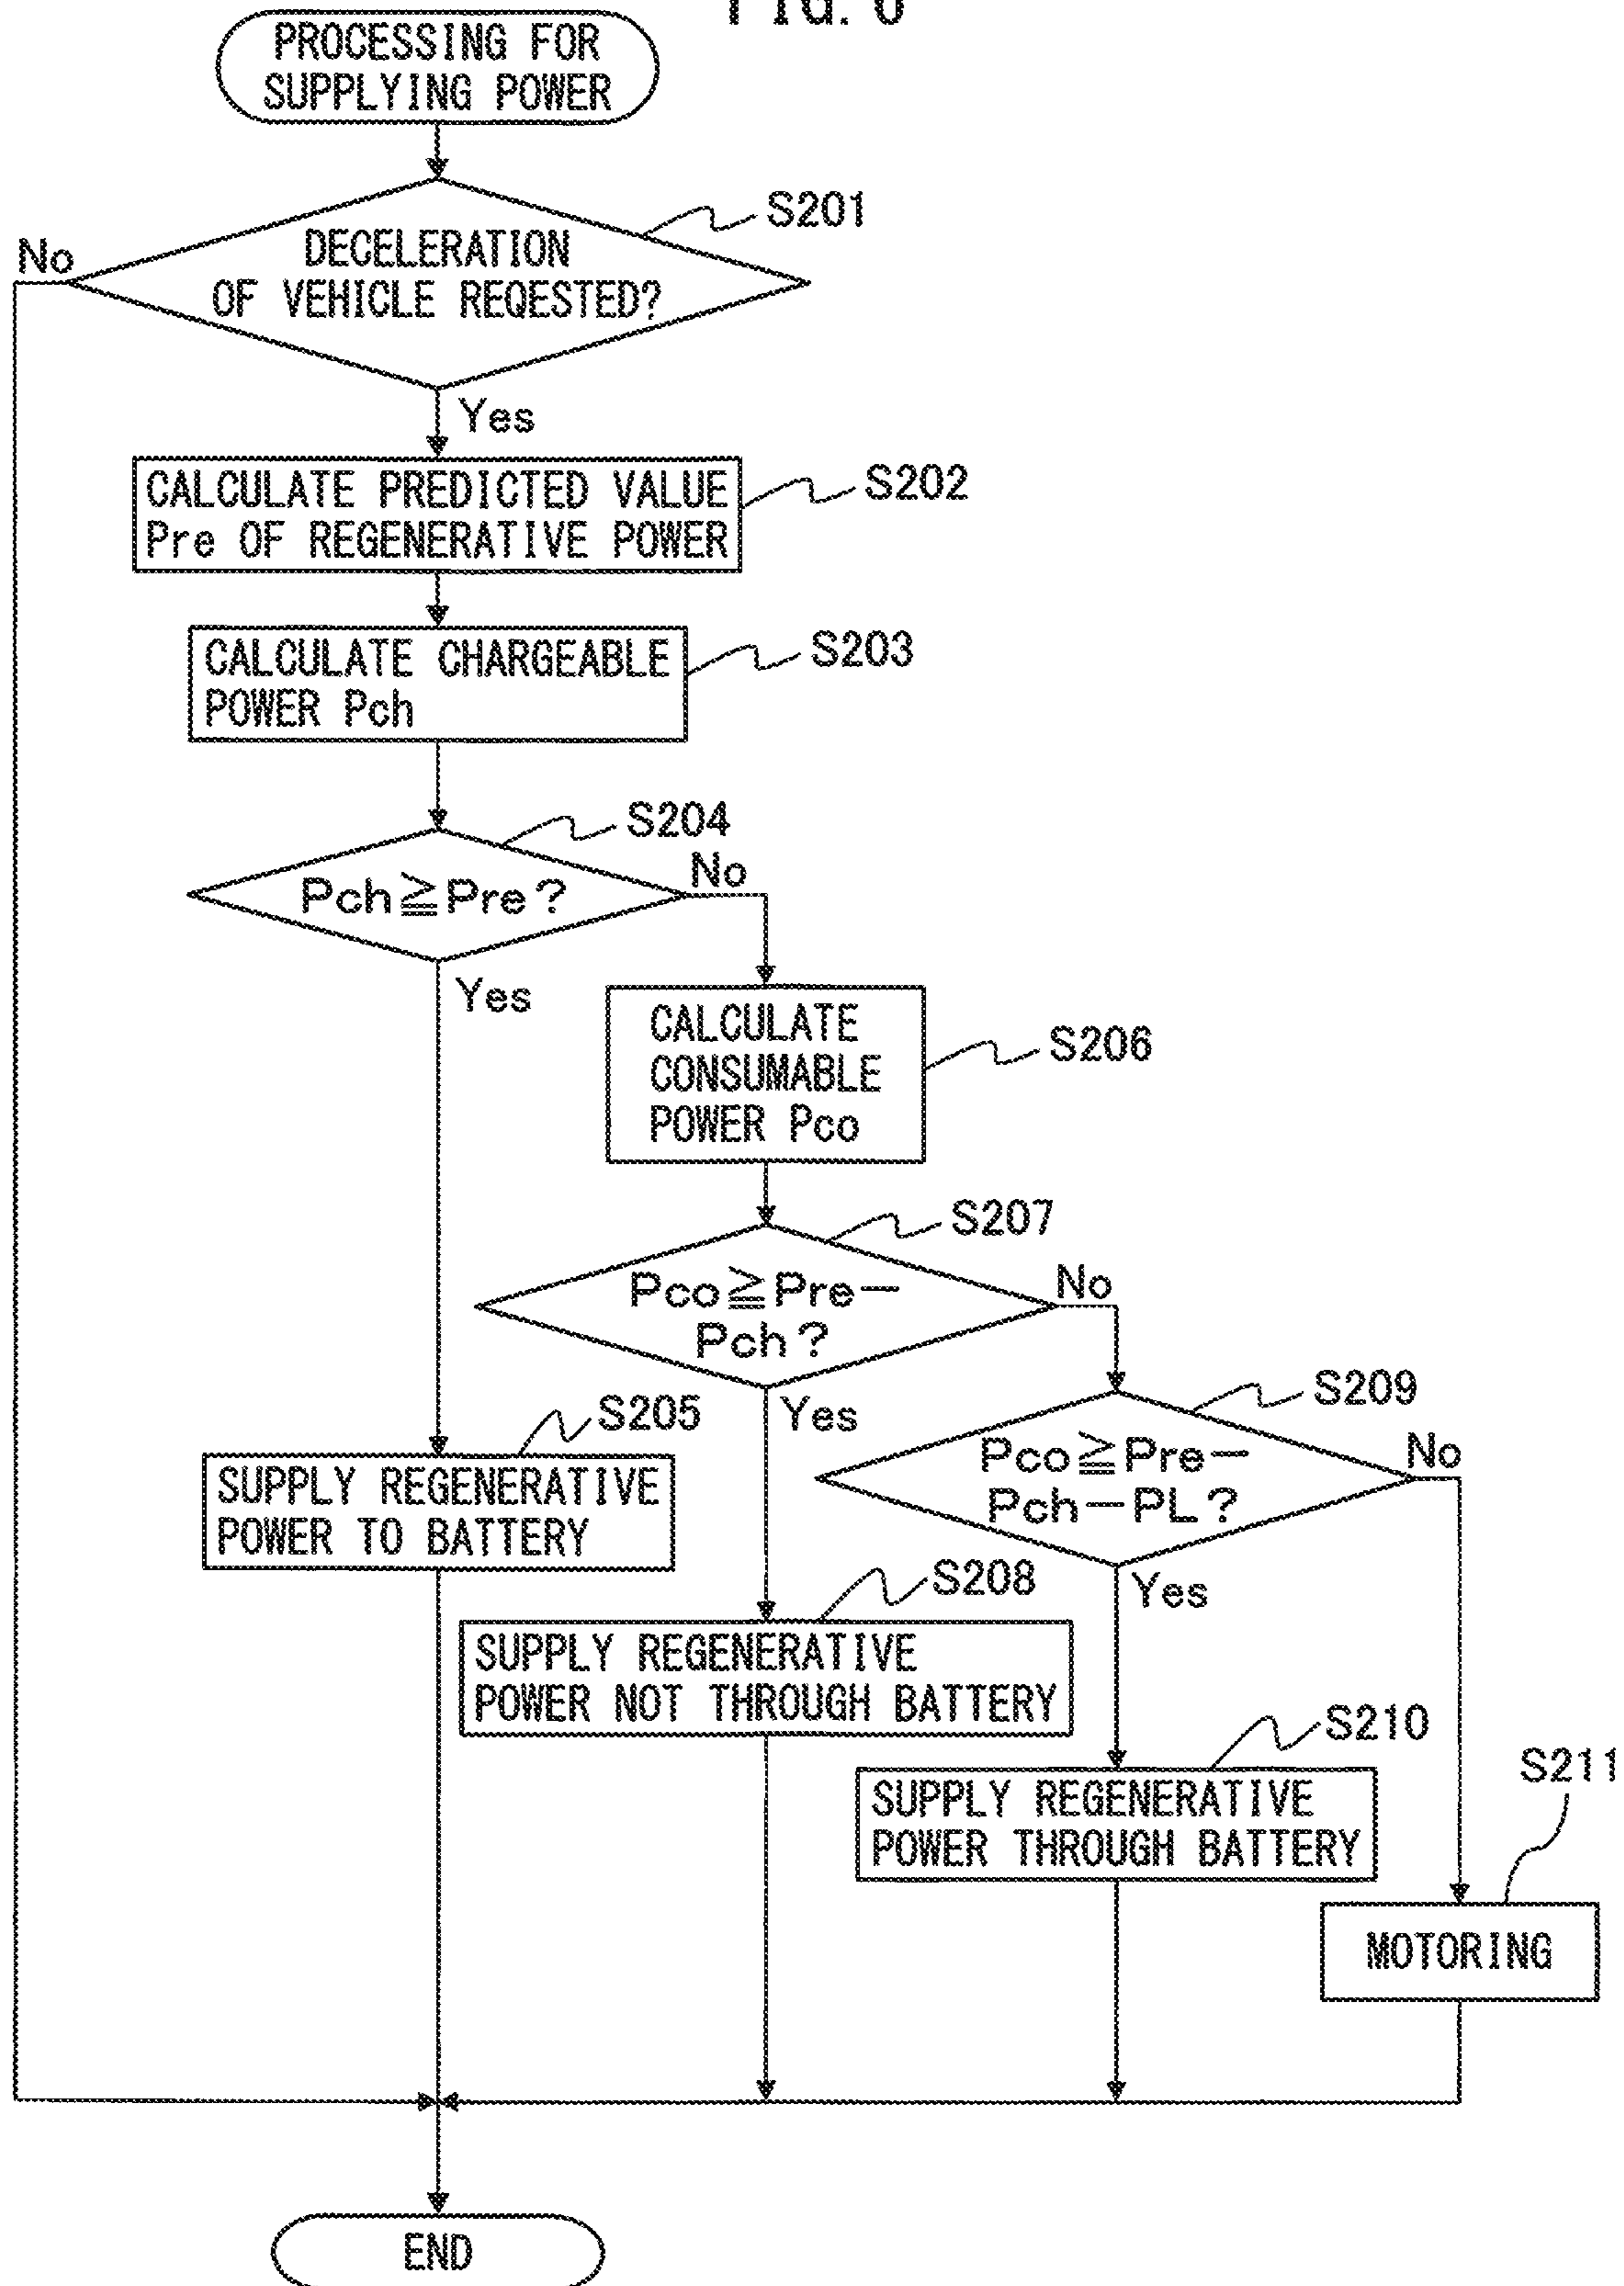 PROCESSING FOR
SUPPLYING POWER
S201
No
DECELERATION
OF VEHICLE REQESTED?
Yes
S202
CALCULATE PREDICTED VALUE
Pre OF REGENERATIVE POWER
S203
CALCULATE CHARGEABLE
POWER Pch
S204
No
Pch≧Pre?
Yes
CALCULATE
CONSUMABLE
POWER Pco
S206
S207
Pco≧Pre−
Pch?
No
Yes
S209
Pco≧Pre−
Pch−PL?
No
Yes
S205
SUPPLY REGENERATIVE
POWER TO BATTERY
S208
SUPPLY REGENERATIVE
POWER NOT THROUGH BATTERY
S210
SUPPLY REGENERATIVE
POWER THROUGH BATTERY
S211
MOTORING
END